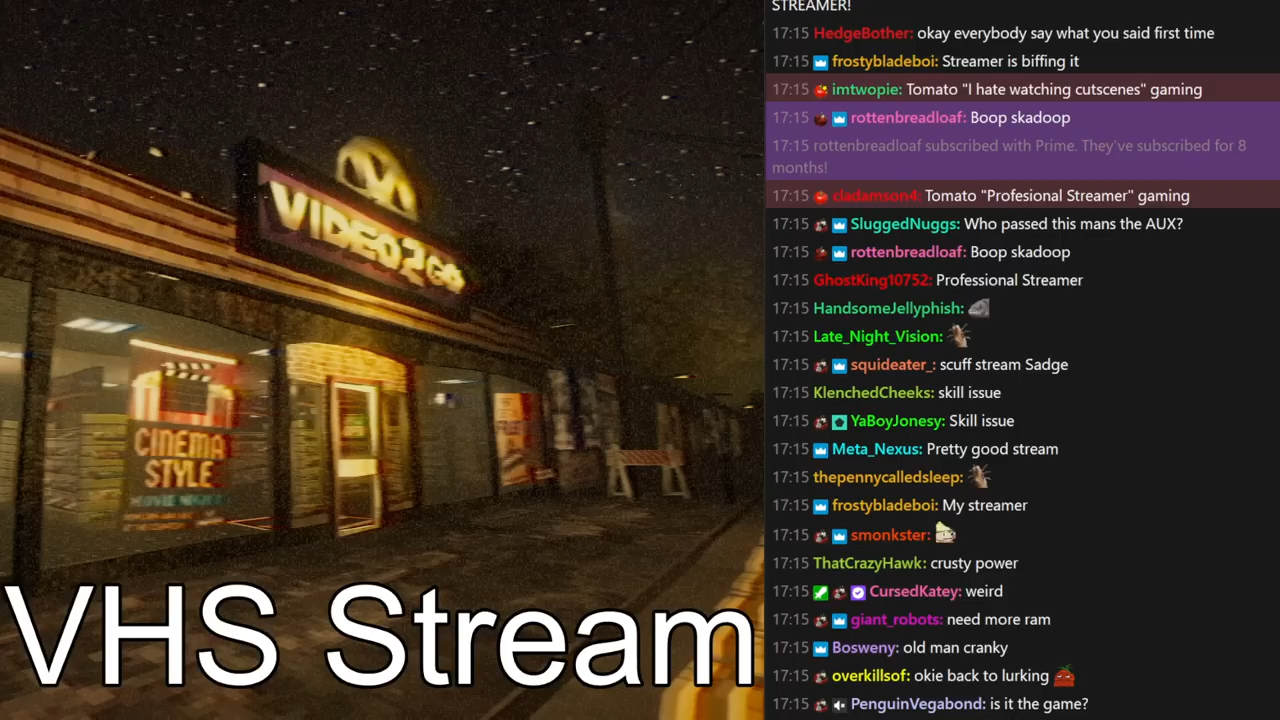 VIDEO2GO
CINEMA
STYLE
VHS Stream
STREAMER!
17:15 HedgeBother: okay everybody say what you said first time
17:15 frostybladeboi: Streamer is biffing it
17:15 imtwopie: Tomato "I hate watching cutscenes" gaming
17:15 rottenbreadloaf: Boop skadoop
17:15 rottenbreadloaf subscribed with Prime. They've subscribed for 8
months!
17:15 cladamson4: Tomato "Profesional Streamer" gaming
17:15 SluggedNuggs: Who passed this mans the AUX?
17:15 rottenbreadloaf: Boop skadoop
17:15 GhostKing10752: Professional Streamer
17:15 HandsomeJellyphish:
17:15 Late_Night_Vision:
17:15 squideater_: scuff stream Sadge
17:15 KlenchedCheeks: skill issue
17:15 YaBoyJonesy: Skill issue
17:15 Meta_Nexus: Pretty good stream
17:15 thepennycalledsleep:
17:15 frostybladeboi: My streamer
17:15 smonkster:
17:15 ThatCrazyHawk: crusty power
17:15 CursedKatey: weird
17:15 giant_robots: need more ram
17:15 Bosweny: old man cranky
17:15 overkillsof: okie back to lurking
17:15 PenguinVegabond: is it the game?